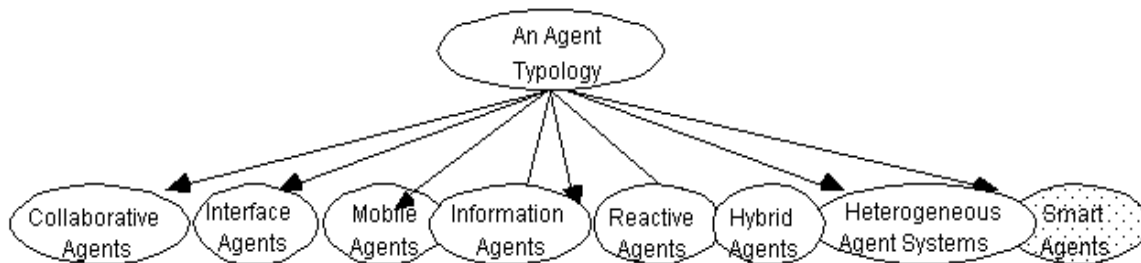 An Agent
Typology
Collaborative
Agents
Interface
Agents
Mobile
Agents
Information
Agents
Reactive
Agents
Hybrid
Agents
Heterogeneous
Agent Systems
Smart
Agents